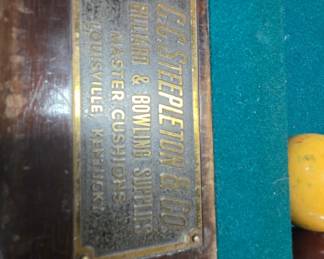 C.C. STEEPLETON & CO
BILLIARD & BOWLING SUPPLIES
MASTER CUSHIONS
LOUISVILLE, KENTUCKY